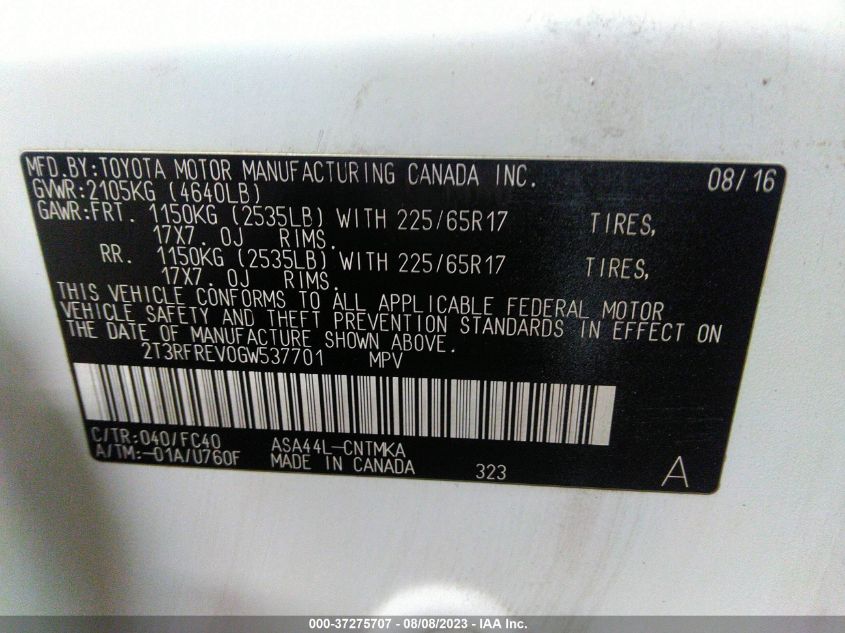 MFD.BY:TOYOTA MOTOR MANUFACTURING CANADA INC. 08/16
GVWR:2105KG (4640LB)
GAWR:FRT. 1150KG (2535LB) WITH 225/65R17 TIRES,
17X7.0J RIMS.
RR. 1150KG (2535LB) WITH 225/65R17 TIRES,
17X7.0J RIMS.
THIS VEHICLE CONFORMS TO ALL APPLICABLE FEDERAL MOTOR
VEHICLE SAFETY AND THEFT PREVENTION STANDARDS IN EFFECT ON
THE DATE OF MANUFACTURE SHOWN ABOVE.
2T3RFREV0GW537701 MPV
C/TR:040/FC40 ASA44L-CNTMKA
A/TM:-01A/U760F MADE IN CANADA 323 A
000-37275707 - 08/08/2023 - IAA Inc.